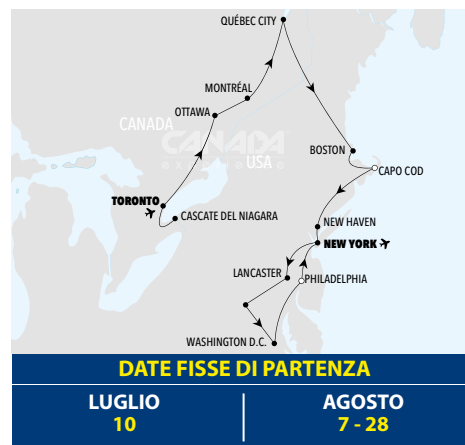 QUÉBEC CITY
MONTRÉAL
OTTAWA
CANADA
CANADA
USA
BOSTON
CAPO COD
TORONTO
CASCATE DEL NIAGARA
NEW HAVEN
NEW YORK
LANCASTER
PHILADELPHIA
WASHINGTON D.C.
DATE FISSE DI PARTENZA
LUGLIO
10
AGOSTO
7 - 28